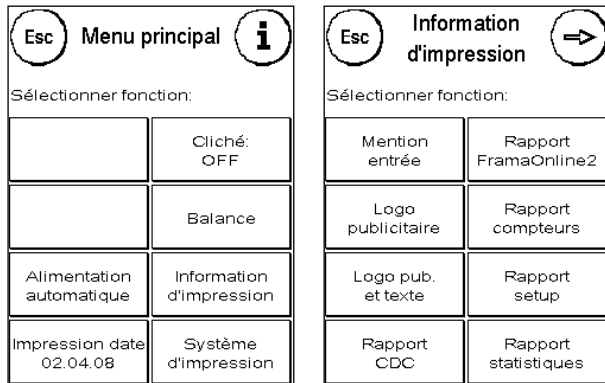 Esc
Menu principal
i
Sélectionner fonction:
Cliché:
OFF
Balance
Alimentation
automatique
Information
d'impression
Impression date
02.04.08
Système
d'impression
Esc
Information
d'impression
Sélectionner fonction:
Mention
entrée
Rapport
FramaOnline2
Logo
publicitaire
Rapport
compteurs
Logo pub.
et texte
Rapport
setup
Rapport
CDC
Rapport
statistiques